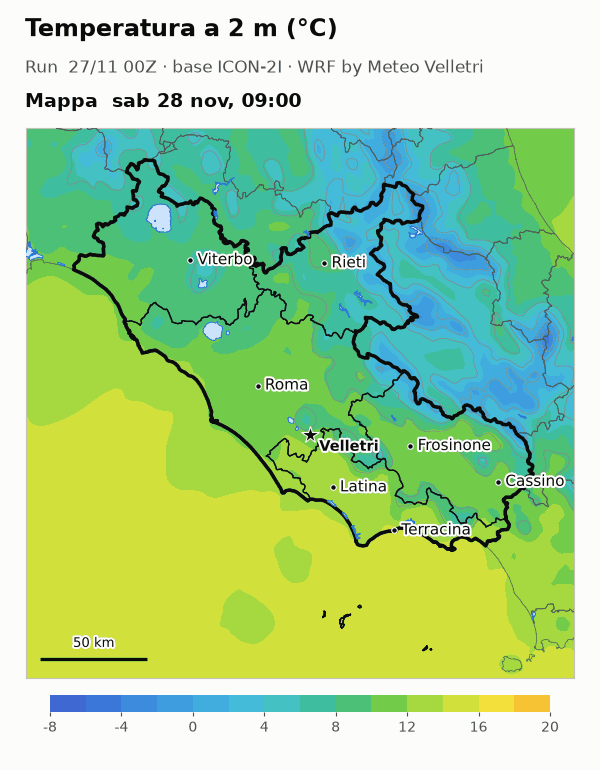 Temperatura a 2 m (°C)
Run  27/11 00Z · base ICON-2I · WRF by Meteo Velletri
Mappa  sab 28 nov, 09:00
Viterbo
Rieti
Roma
Velletri
Frosinone
Latina
Cassino
Terracina
50 km
-8 -4 0 4 8 12 16 20